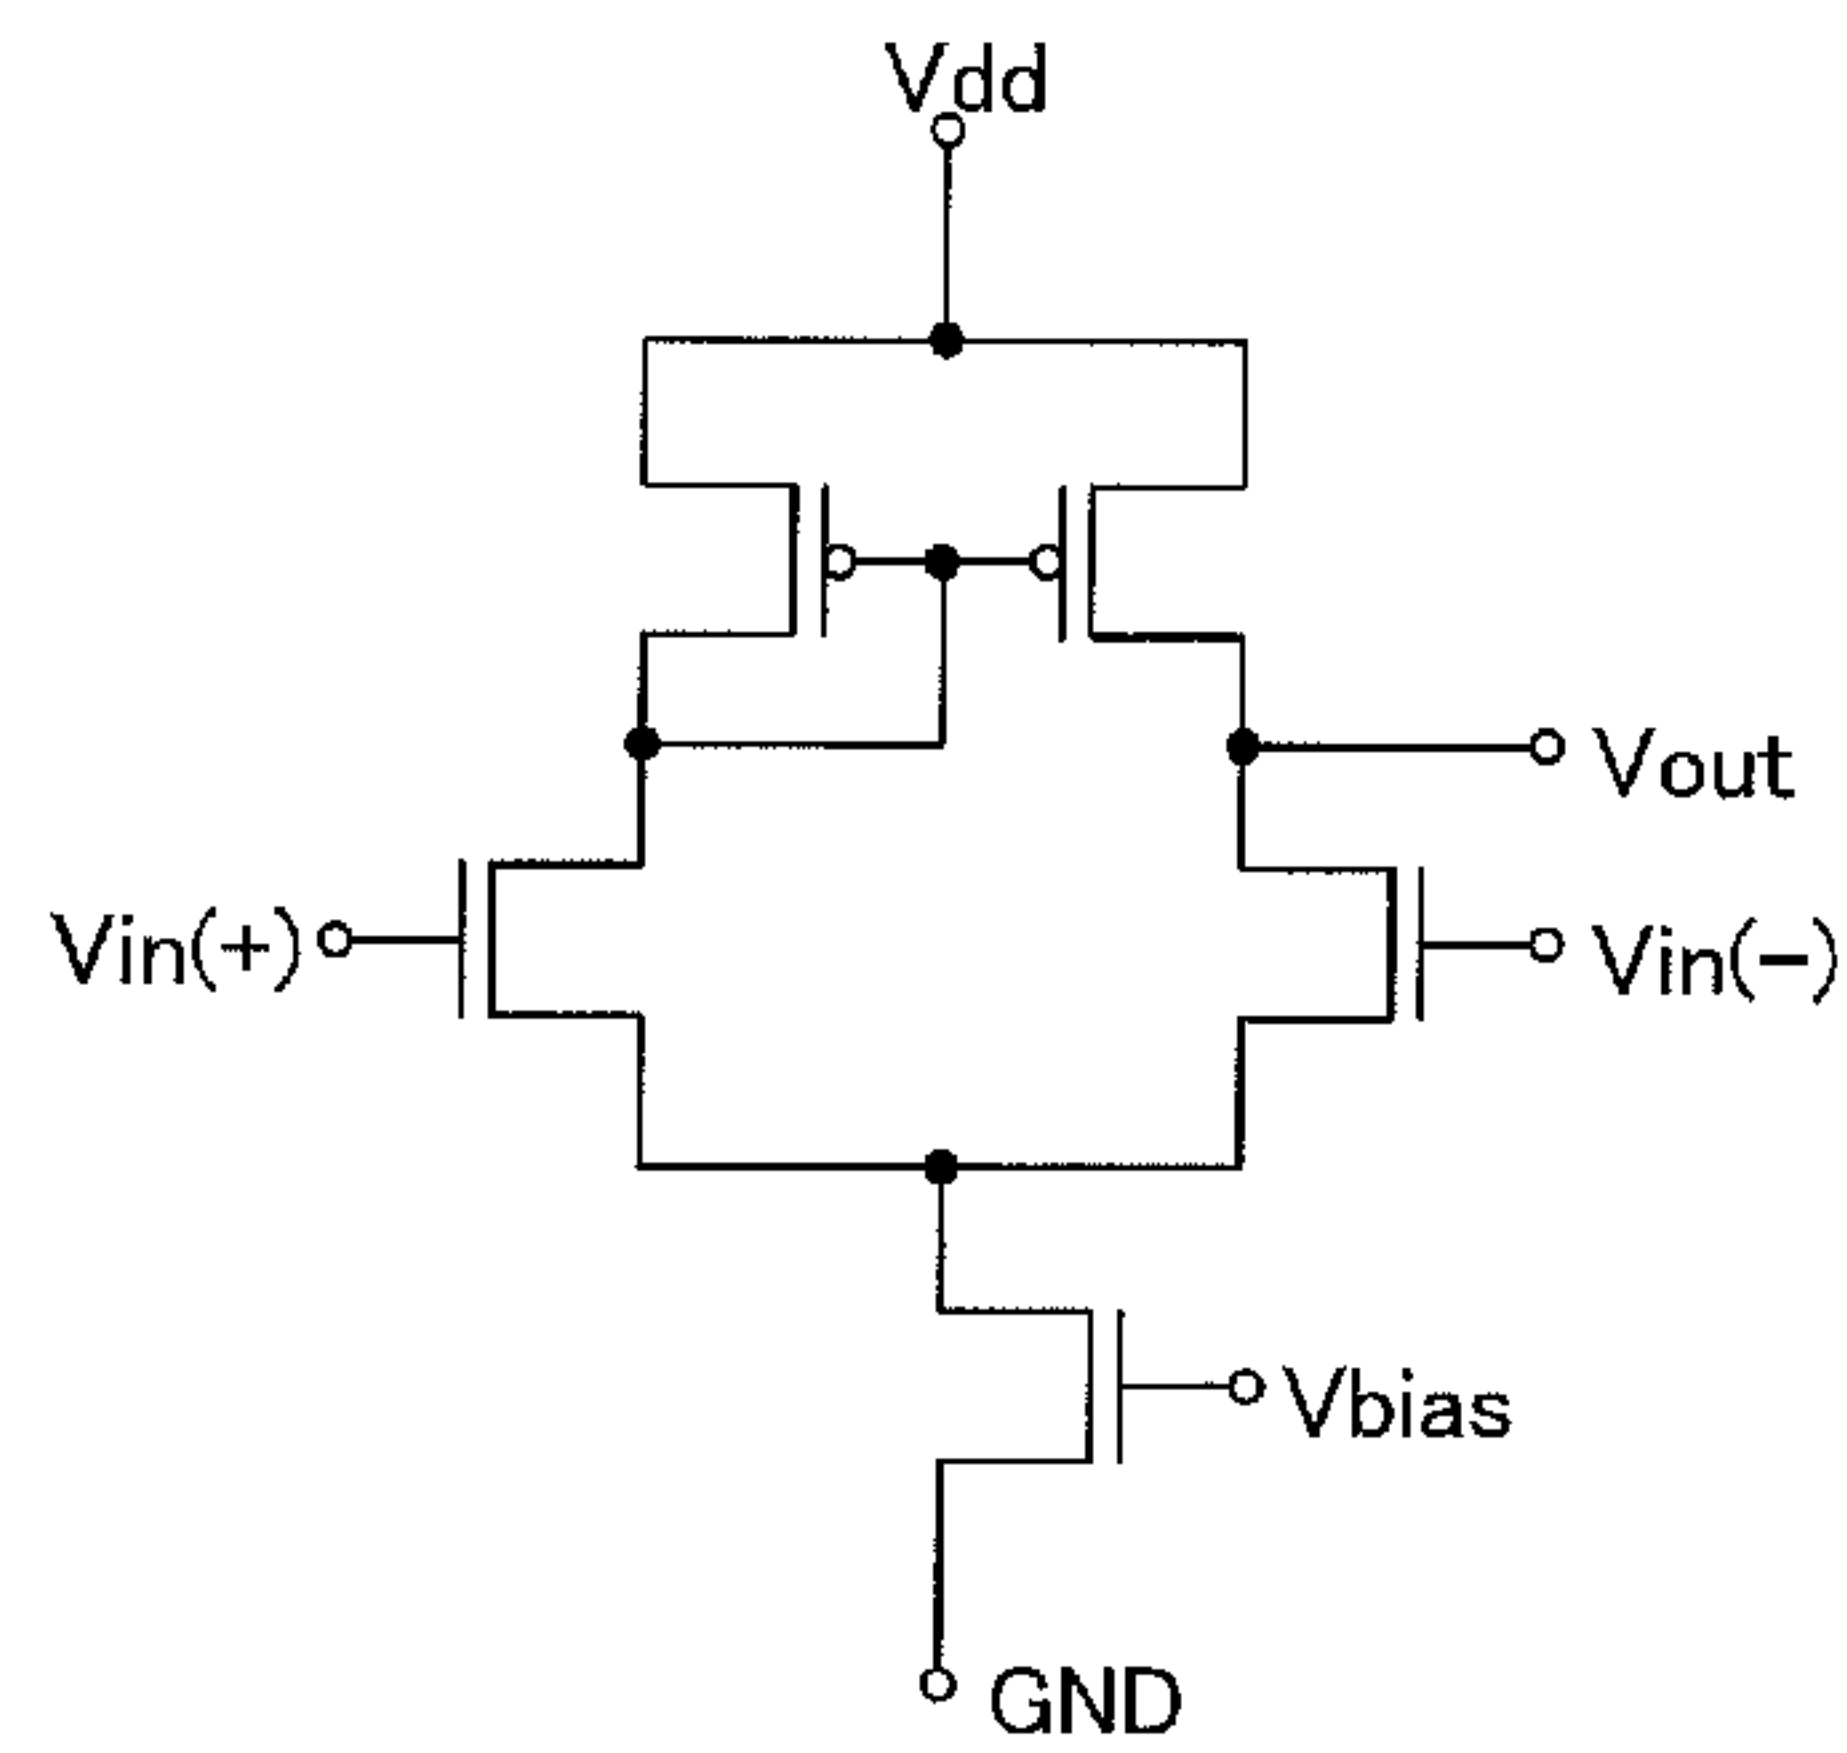 Vdd
Vout
Vin(+)
Vin(−)
Vbias
GND